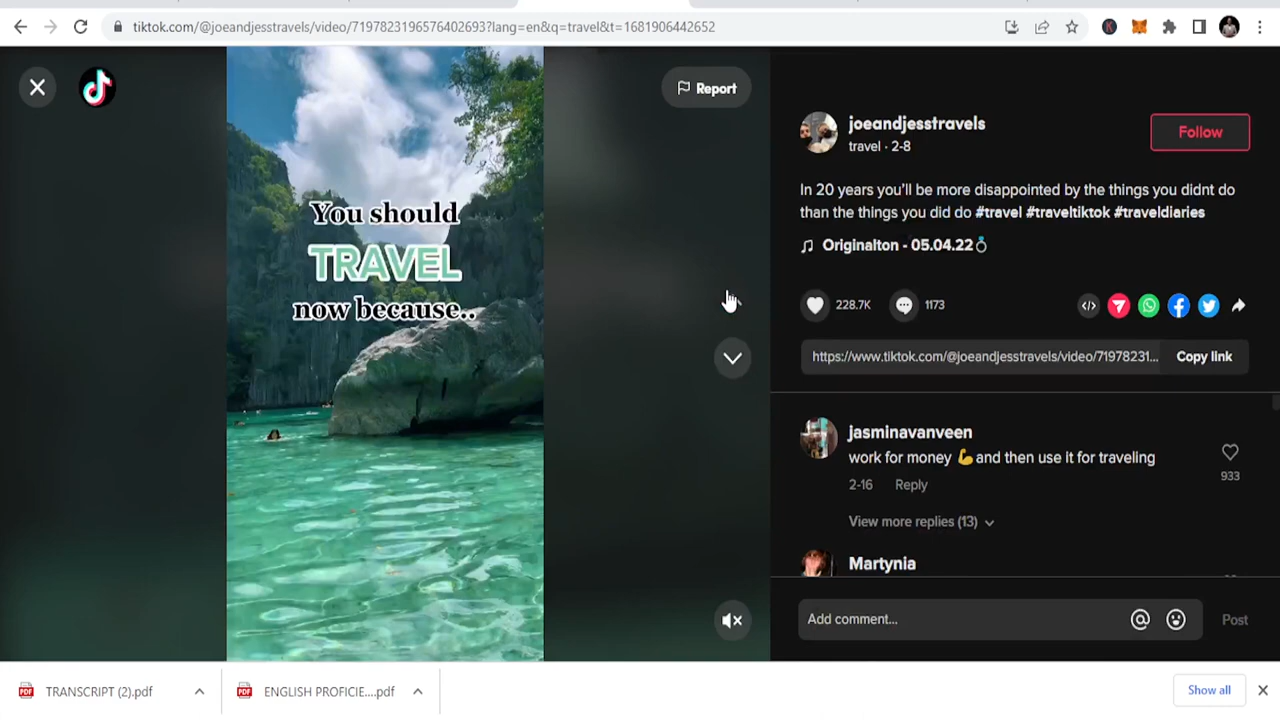 tiktok.com/@joeandjesstravels/video/7197823196576402693?lang=en&q=travel&t=1681906442652
Report
You should
TRAVEL
now because..
joeandjesstravels
travel · 2-8
Follow
In 20 years you'll be more disappointed by the things you didnt do
than the things you did do #travel #traveltiktok #traveldiaries
Originalton - 05.04.22💍
228.7K
1173
https://www.tiktok.com/@joeandjesstravels/video/71978231...
Copy link
jasminavanveen
work for money 💪and then use it for traveling
933
2-16 Reply
View more replies (13)
Martynia
Add comment...
Post
TRANSCRIPT (2).pdf
ENGLISH PROFICIE....pdf
Show all